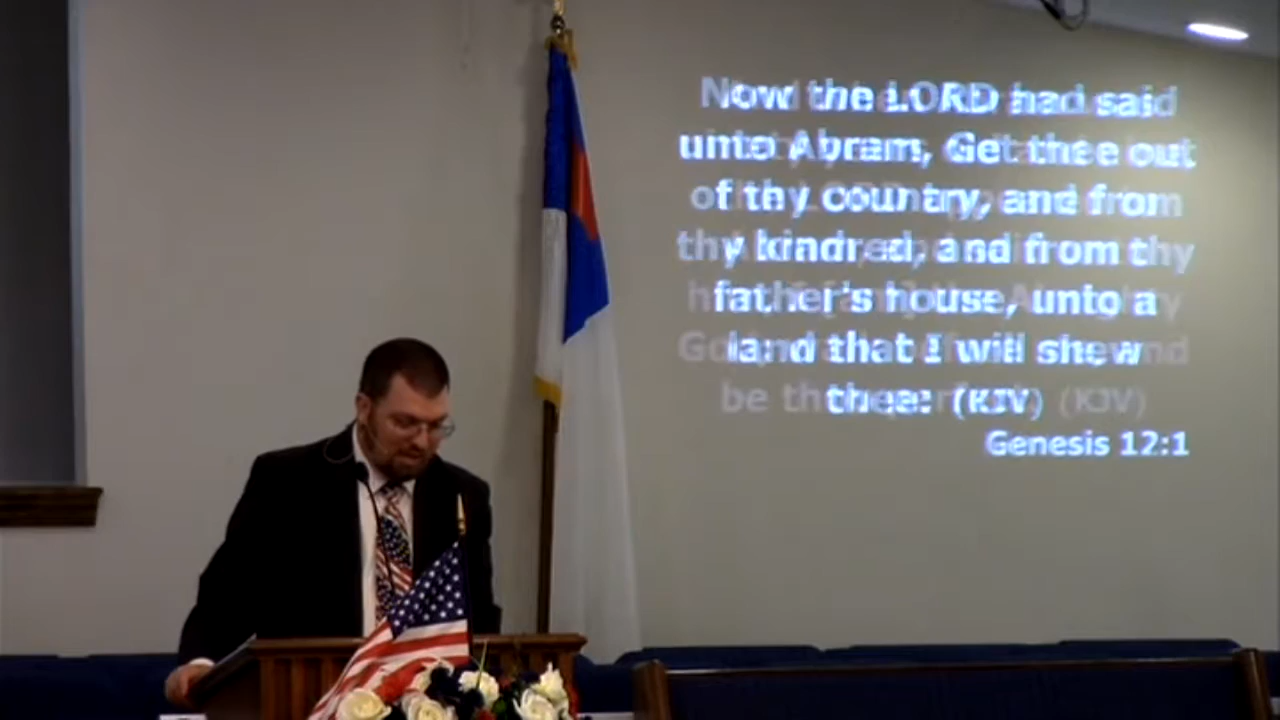 Now the LORD had said
unto Abram, Get thee out
of thy country, and from
thy kindred, and from thy
father's house, unto a
land that I will shew
thee: (KJV)
Genesis 12:1